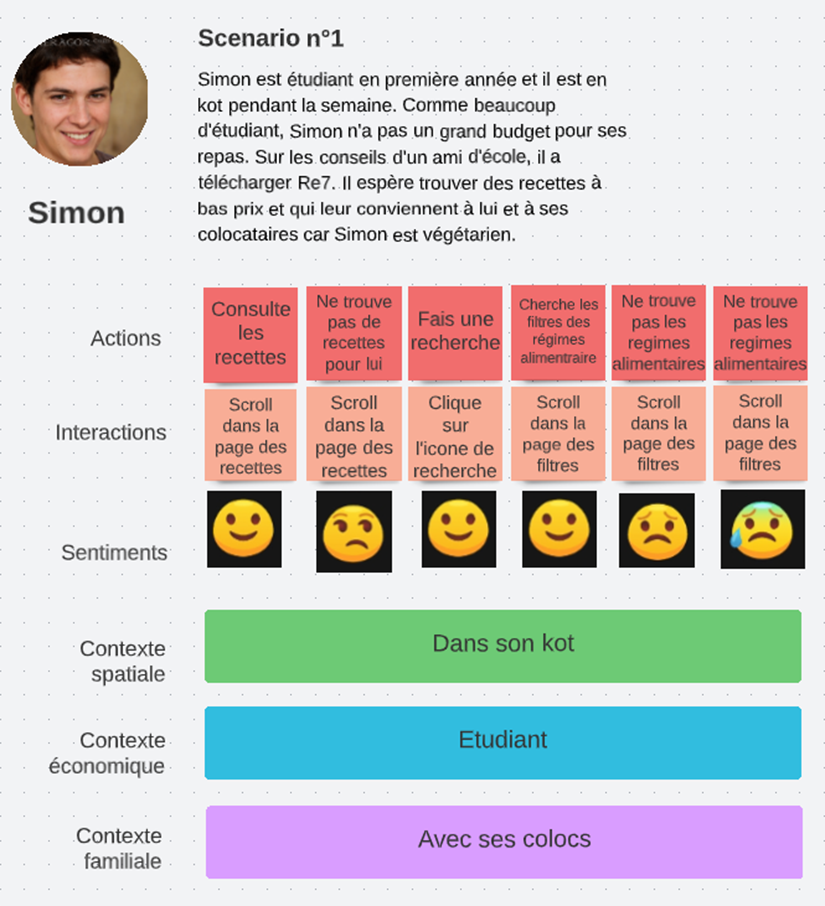 Scenario n°1
Simon est étudiant en première année et il est en
kot pendant la semaine. Comme beaucoup
d'étudiant, Simon n'a pas un grand budget pour ses
repas. Sur les conseils d'un ami d'école, il a
télécharger Re7. Il espère trouver des recettes à
bas prix et qui leur conviennent à lui et à ses
colocataires car Simon est végétarien.
Simon
Actions
Consulte
les
recettes
Ne trouve
pas de
recettes
pour lui
Fais une
recherche
Cherche les
filtres des
régimes
alimentraire
Ne trouve
pas les
regimes
alimentaires
Ne trouve
pas les
regimes
alimentaires
Interactions
Scroll
dans la
page des
recettes
Scroll
dans la
page des
recettes
Clique
sur
l'icone de
recherche
Scroll
dans la
page des
filtres
Scroll
dans la
page des
filtres
Scroll
dans la
page des
filtres
Sentiments
Contexte
spatiale
Dans son kot
Contexte
économique
Etudiant
Contexte
familiale
Avec ses colocs